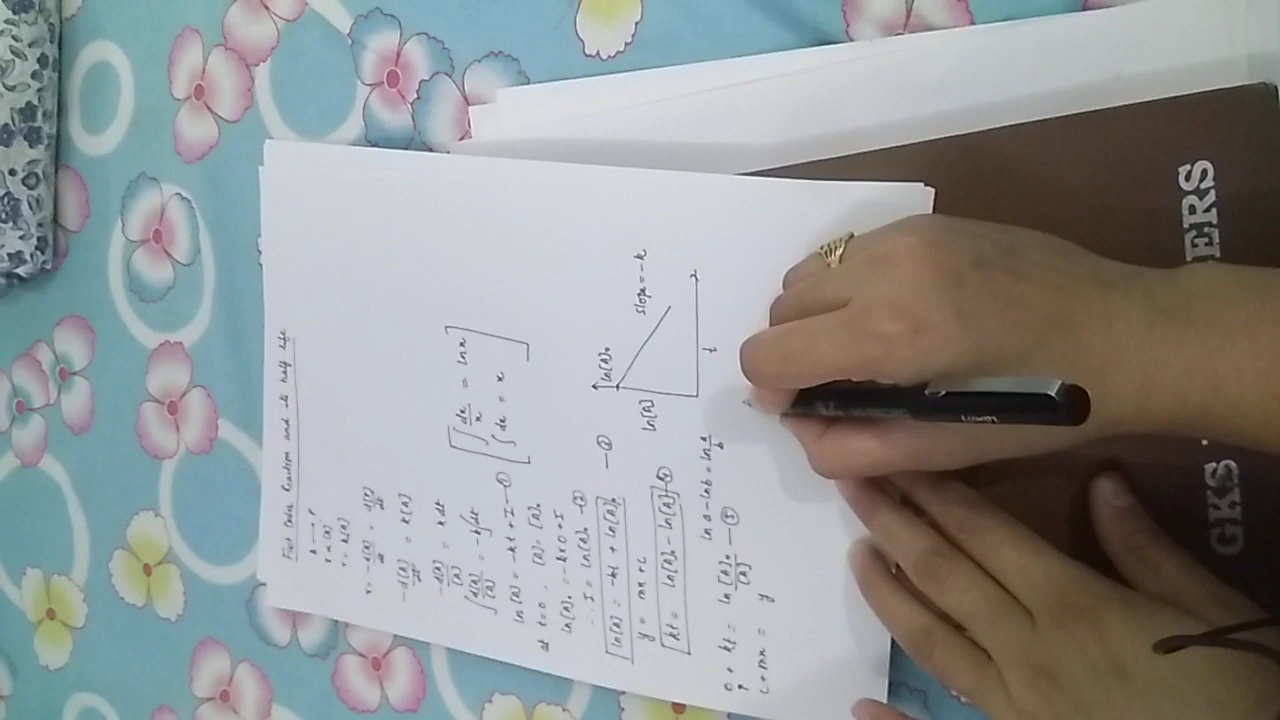 First Order Reaction and its half life
A → P
r ∝ [A]
r = k[A]
r = -d[A]/dt = d[P]/dt
-d[A]/dt = k[A]
-d[A]/[A] = k dt
∫ d[A]/[A] = -k∫dt
[ ∫ dx/x = ln x
∫ dx = x ]
ln[A] = -kt + I —①
at t=0, [A]=[A]₀
ln[A]₀ = -k×0 + I
∴ I = ln[A]₀ —②
ln[A] = -kt + ln[A]₀ —③
y = mx + c
kt = ln[A]₀ - ln[A] —④
ln[A]₀
ln[A]
slope = -k
t
ln a - ln b = ln a/b
0 + kt = ln [A]₀/[A] —⑤
c + mx = y
GKS
ERS